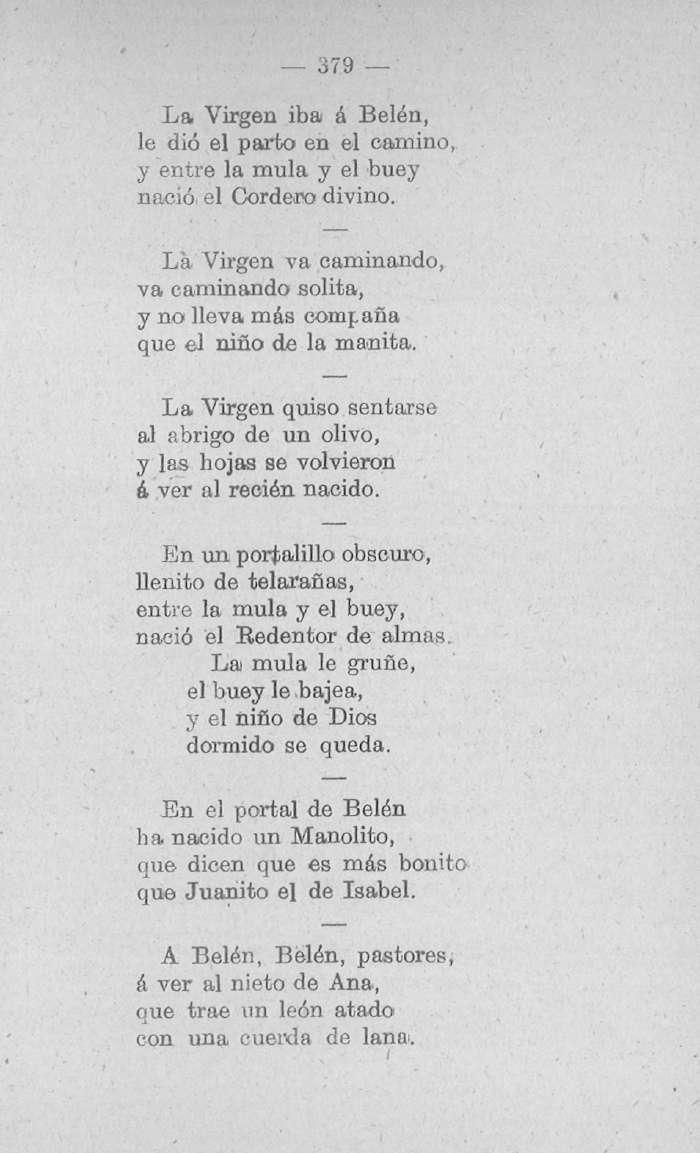 — 379 —
La Virgen iba á Belén,
le dió el parto en el camino,
y entre la mula y el buey
nació el Cordero divino.
La Virgen va caminando,
va caminando solita,
y no lleva más compaña
que el niño de la manita.
La Virgen quiso sentarse
al abrigo de un olivo,
y las hojas se volvieron
á ver al recién nacido.
En un portalillo obscuro,
llenito de telarañas,
entre la mula y el buey,
nació el Redentor de almas.
La mula le gruñe,
el buey le bajea,
y el niño de Dios
dormido se queda.
En el portal de Belén
ha nacido un Manolito,
que dicen que es más bonito
que Juanito el de Isabel.
A Belén, Belén, pastores,
á ver al nieto de Ana,
que trae un león atado
con una cuerda de lana.